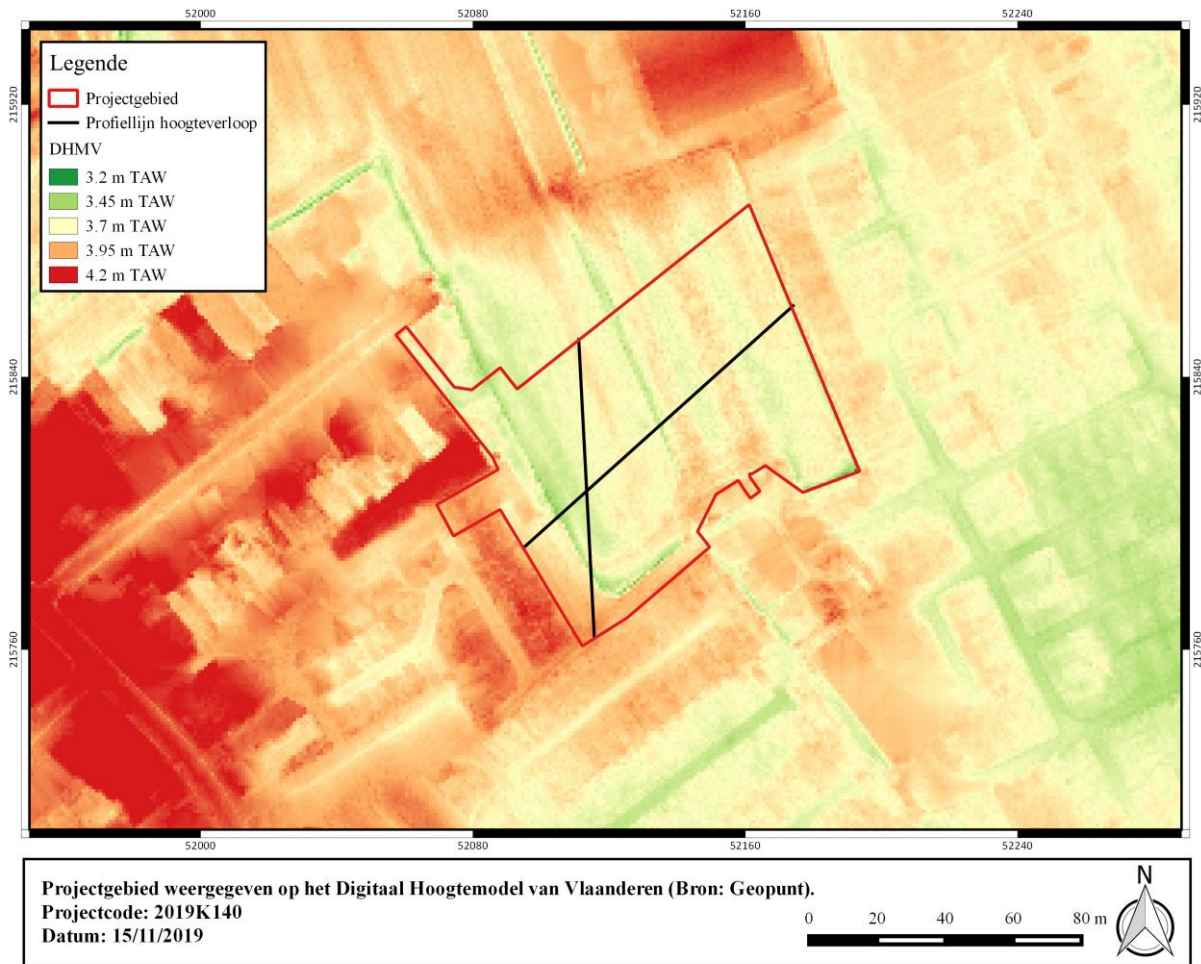 52000 52080 52160 52240
Legende
Projectgebied
Profiellijn hoogteverloop
DHMV
3.2 m TAW
3.45 m TAW
3.7 m TAW
3.95 m TAW
4.2 m TAW
215920 215920
215840 215840
215760 215760
52000 52080 52160 52240
Projectgebied weergegeven op het Digitaal Hoogtemodel van Vlaanderen (Bron: Geopunt).
Projectcode: 2019K140
Datum: 15/11/2019
0 20 40 60 80 m
N